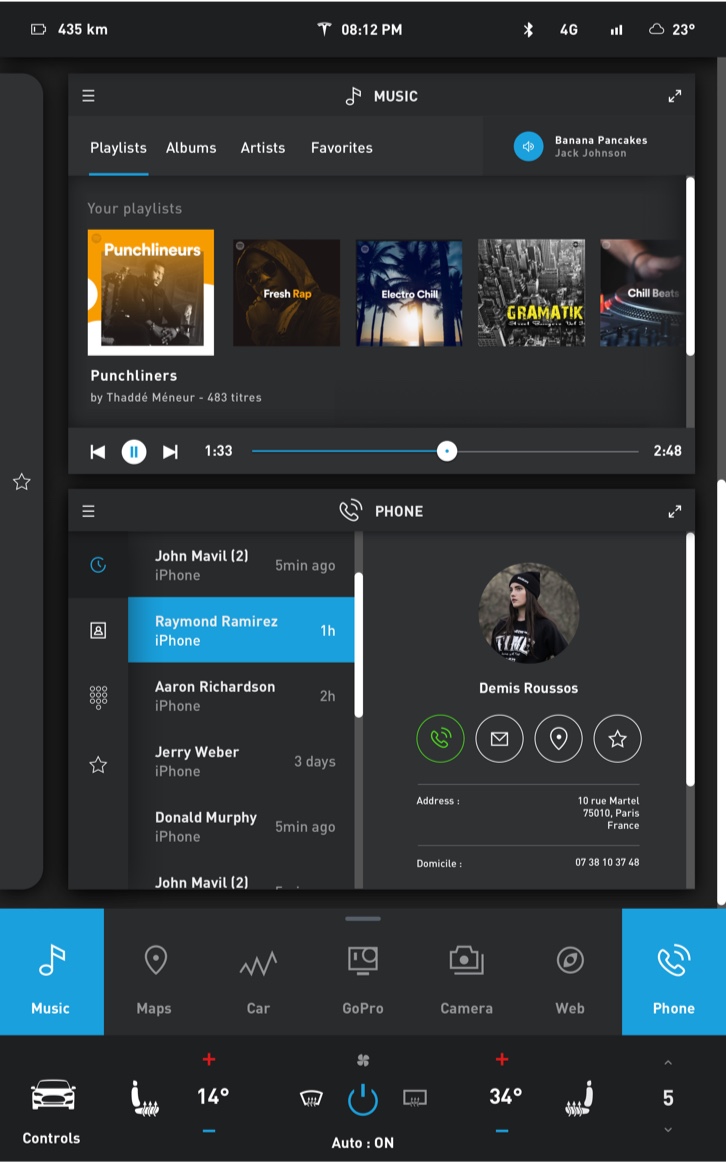 435 km
08:12 PM
4G
23°
MUSIC
Playlists Albums Artists Favorites
Banana Pancakes
Jack Johnson
Your playlists
Punchlineurs
Fresh Rap
Electro Chill
GRAMATIK
Chill Beats
Punchliners
by Thaddé Méneur - 483 titres
1:33
2:48
PHONE
John Mavil (2)
iPhone
5min ago
Raymond Ramirez
iPhone
1h
Aaron Richardson
iPhone
2h
Jerry Weber
iPhone
3 days
Donald Murphy
iPhone
5min ago
John Mavil (2)
Demis Roussos
Address :
10 rue Martel
75010, Paris
France
Domicile :
07 38 10 37 48
Music
Maps
Car
GoPro
Camera
Web
Phone
Controls
14°
Auto : ON
34°
5